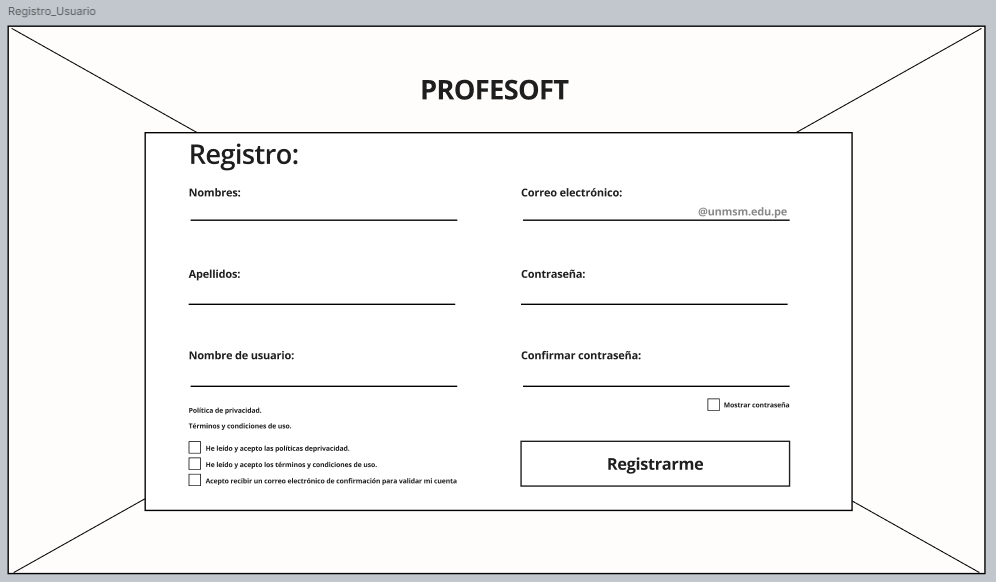 Registro_Usuario
PROFESOFT
Registro:
Nombres:
Correo electrónico:
@unmsm.edu.pe
Apellidos:
Contraseña:
Nombre de usuario:
Confirmar contraseña:
Mostrar contraseña
Política de privacidad.
Términos y condiciones de uso.
He leído y acepto las políticas deprivacidad.
He leído y acepto los términos y condiciones de uso.
Acepto recibir un correo electrónico de confirmación para validar mi cuenta
Registrarme